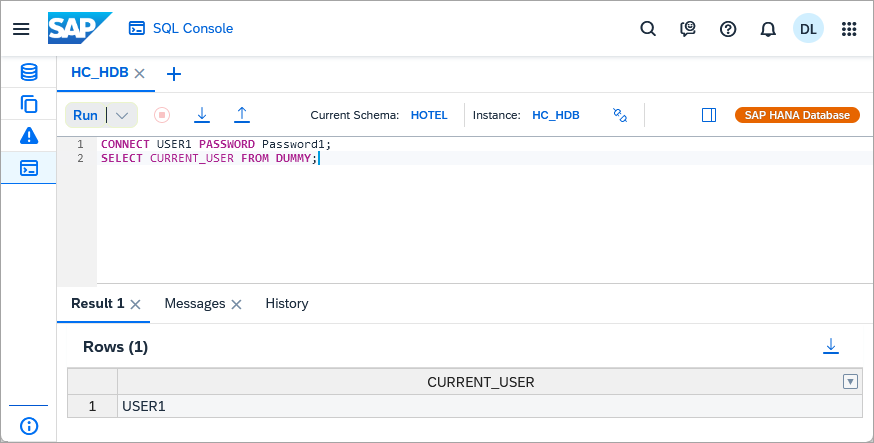 SAP SQL Console DL
HC_HDB
Run Current Schema: HOTEL Instance: HC_HDB SAP HANA Database
1 CONNECT USER1 PASSWORD Password1;
2 SELECT CURRENT_USER FROM DUMMY;
Result 1 Messages History
Rows (1)
CURRENT_USER
1 USER1